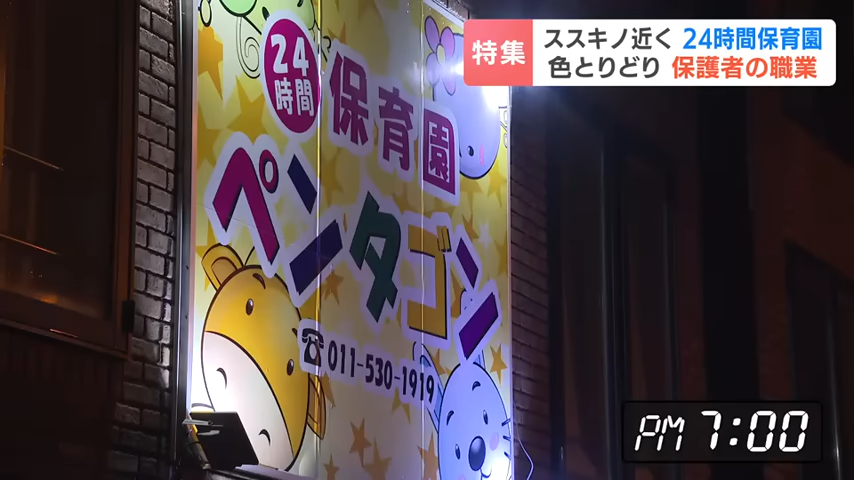 特集
ススキノ近く 24時間保育園
色とりどり 保護者の職業
24
時間
保育園
ペンタゴン
☎011-530-1919
PM 7:00